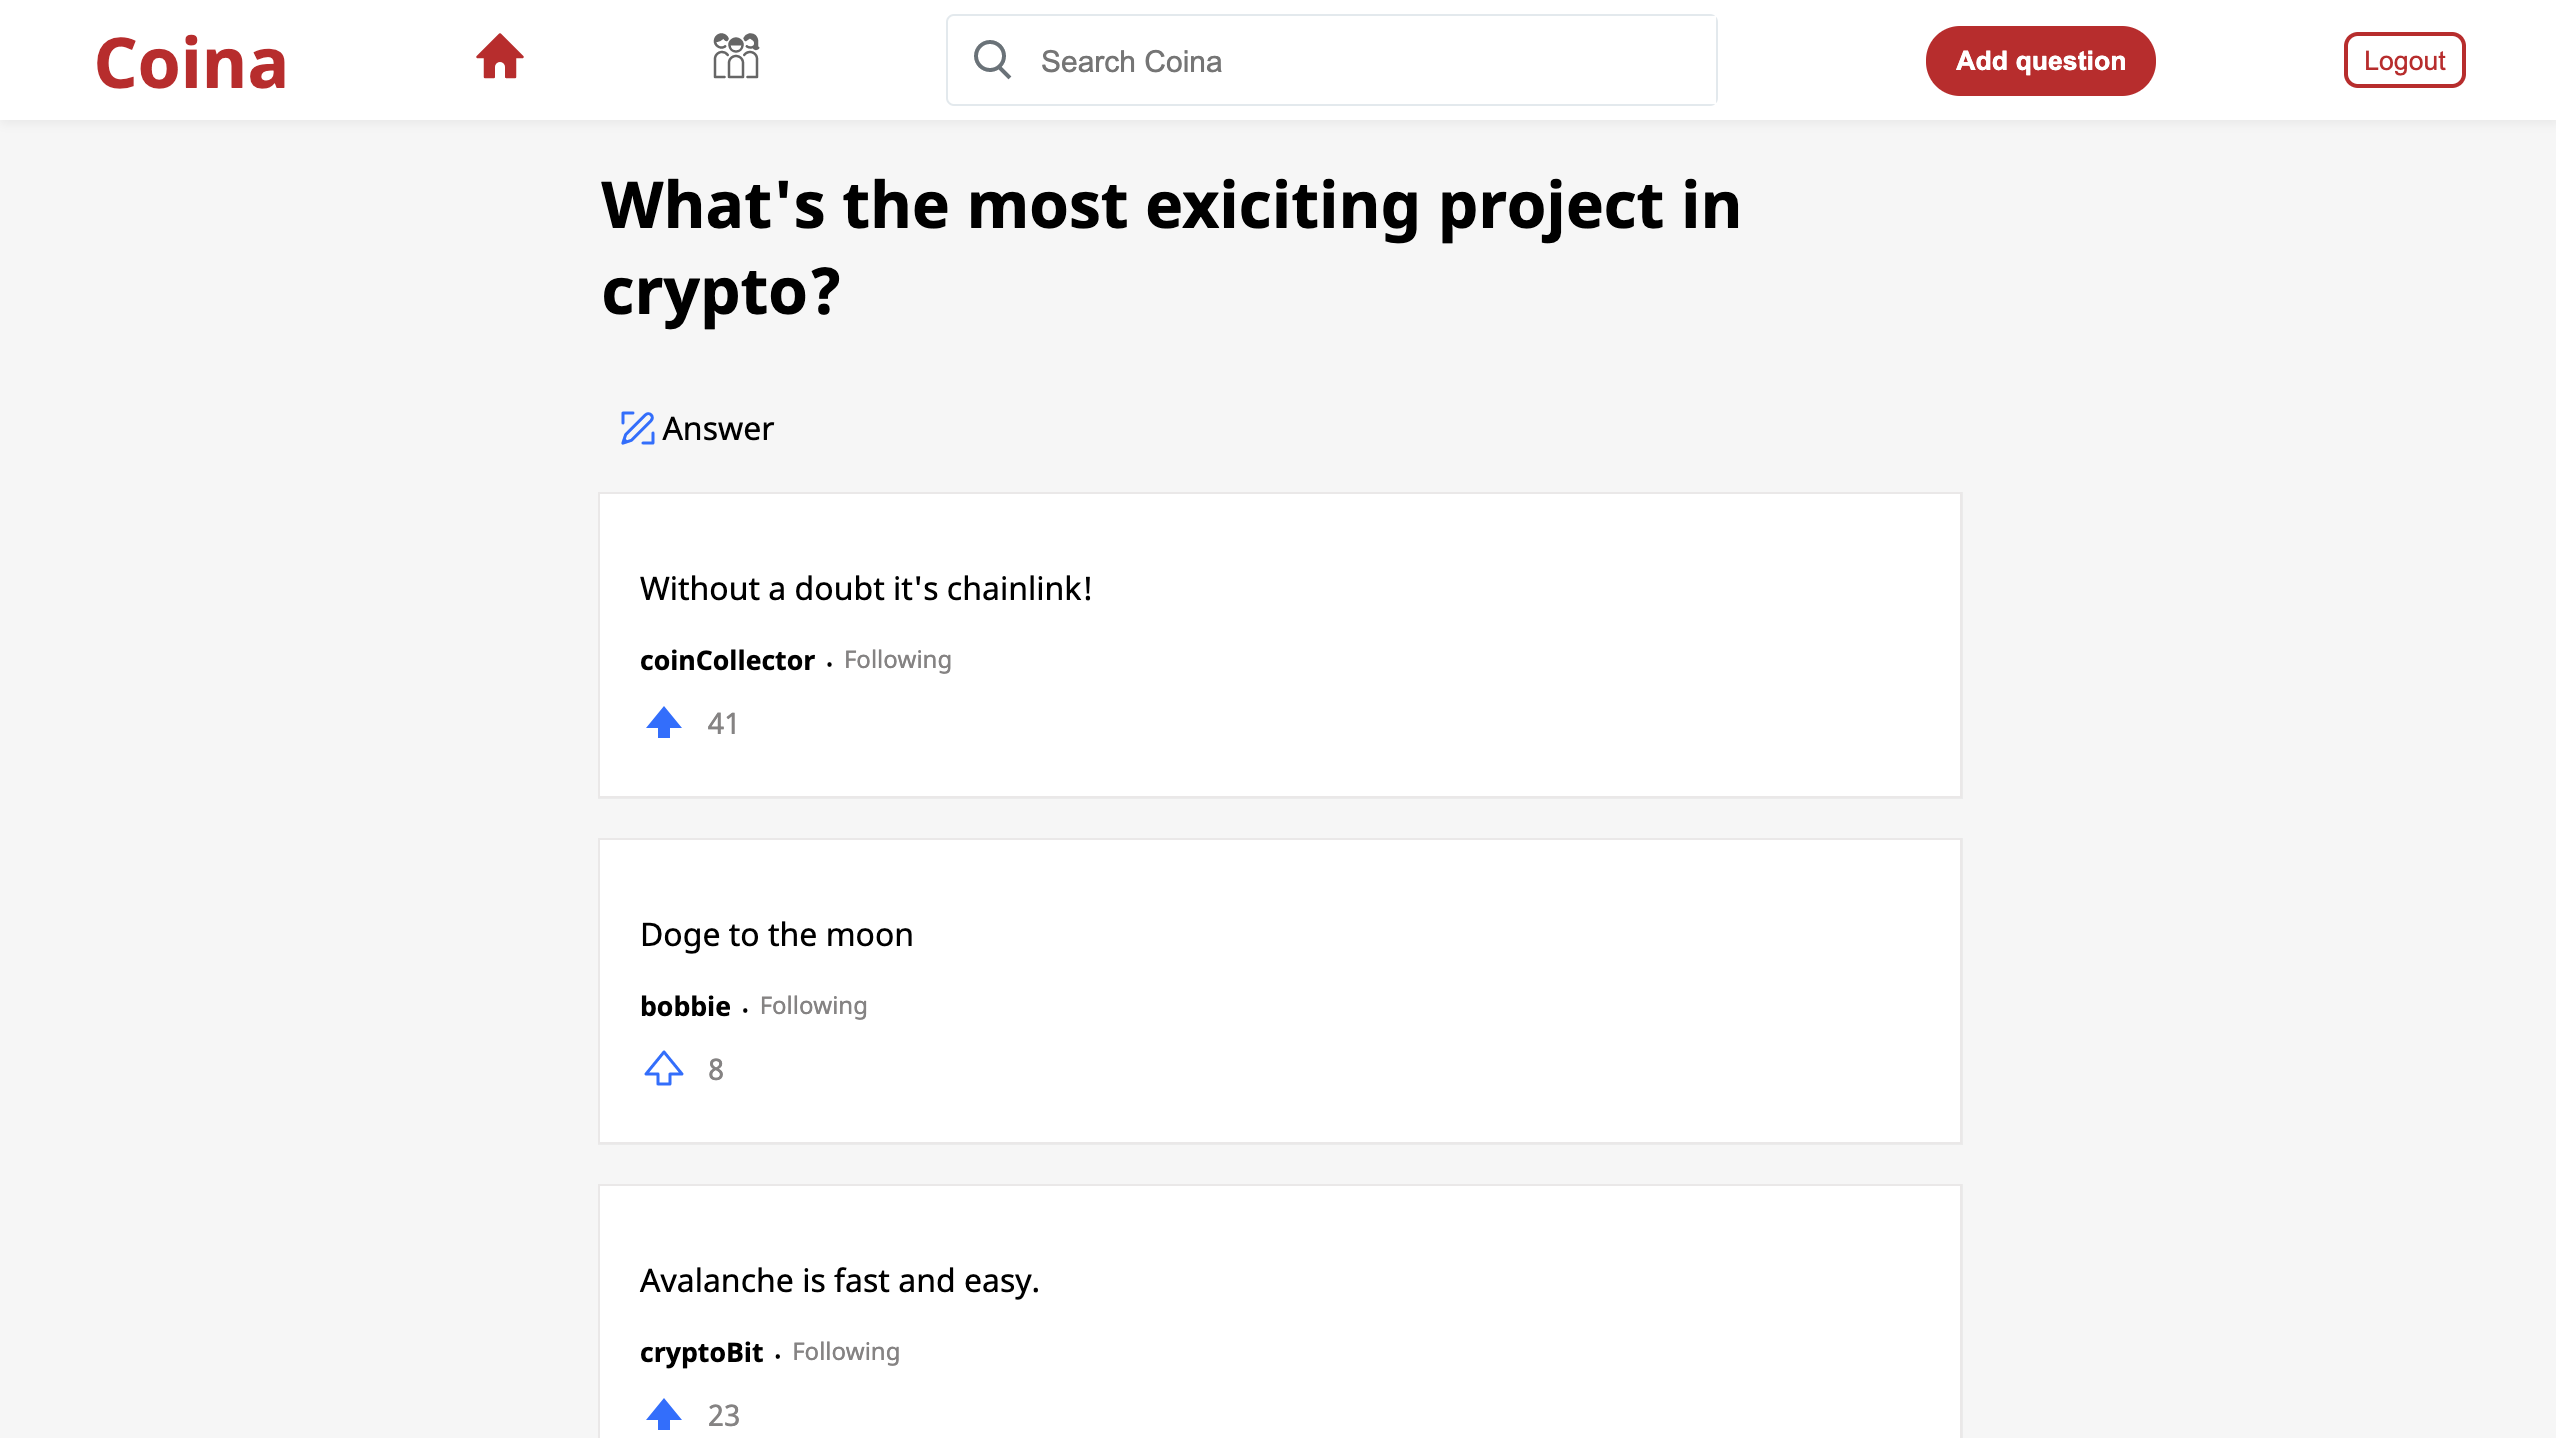 Coina
Search Coina
Add question
Logout
What's the most exiciting project in
crypto?
Answer
Without a doubt it's chainlink!
coinCollector . Following
41
Doge to the moon
bobbie . Following
8
Avalanche is fast and easy.
cryptoBit . Following
23